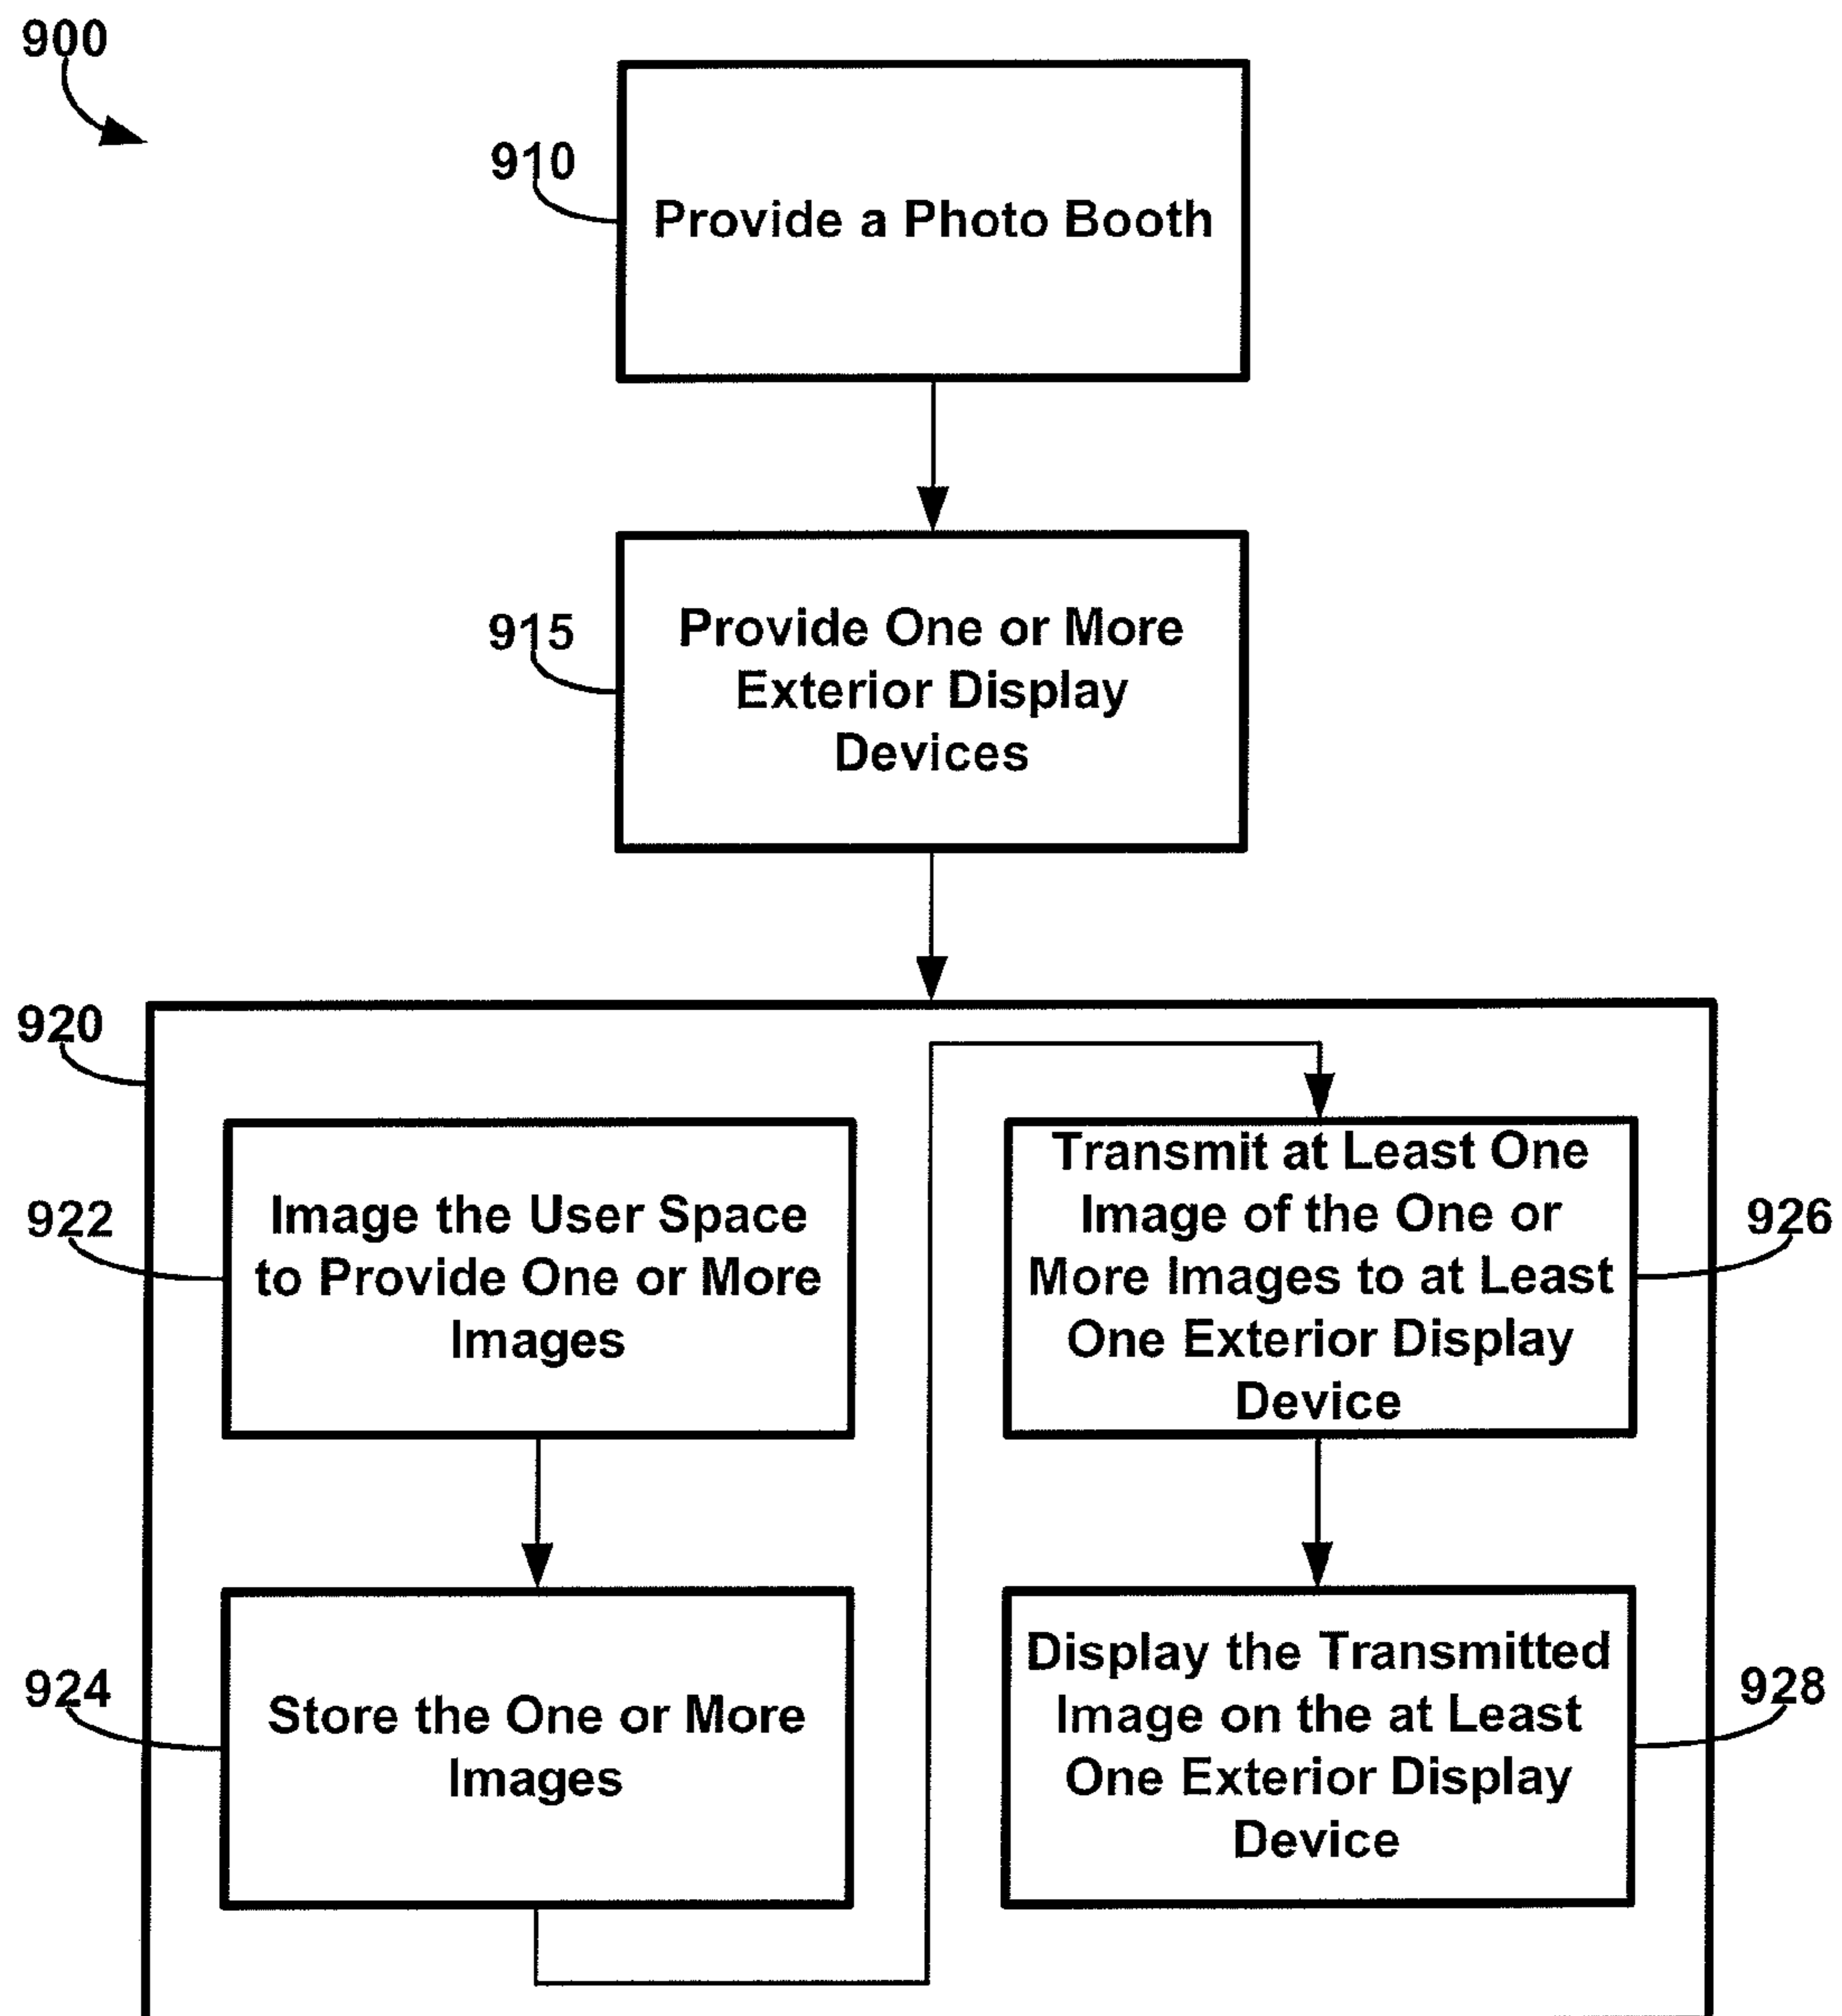 900
910
Provide a Photo Booth
915
Provide One or More
Exterior Display
Devices
920
922
Image the User Space
to Provide One or More
Images
924
Store the One or More
Images
Transmit at Least One
Image of the One or
More Images to at Least
One Exterior Display
Device
926
Display the Transmitted
Image on the at Least
One Exterior Display
Device
928